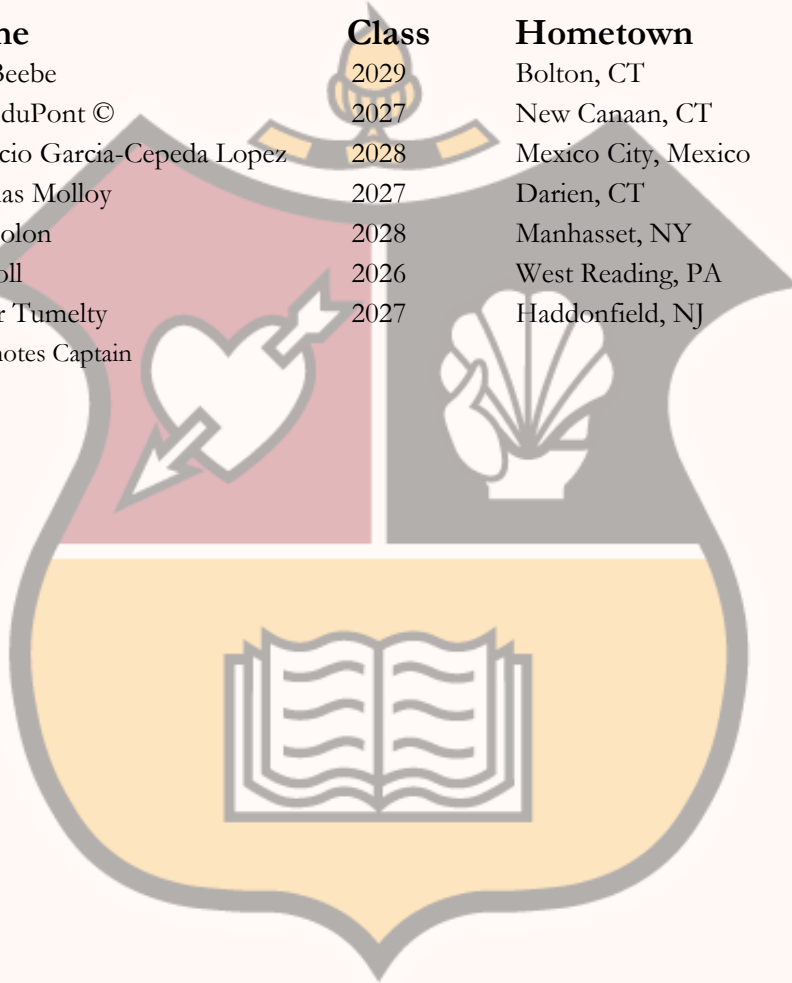 ne Class Hometown
Beebe 2029 Bolton, CT
duPont © 2027 New Canaan, CT
cio Garcia-Cepeda Lopez 2028 Mexico City, Mexico
as Molloy 2027 Darien, CT
olon 2028 Manhasset, NY
oll 2026 West Reading, PA
r Tumelty 2027 Haddonfield, NJ
notes Captain